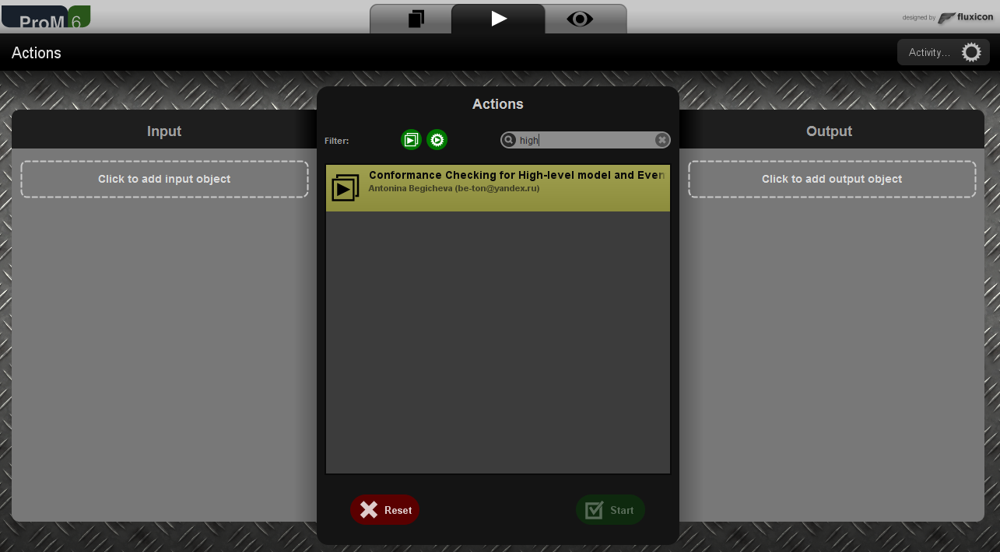 ProM 6
designed by fluxicon
Actions
Activity...
Actions
Input
Output
Filter:
high
Click to add input object
Conformance Checking for High-level model and Even
Antonina Begicheva (be-ton@yandex.ru)
Click to add output object
Reset
Start